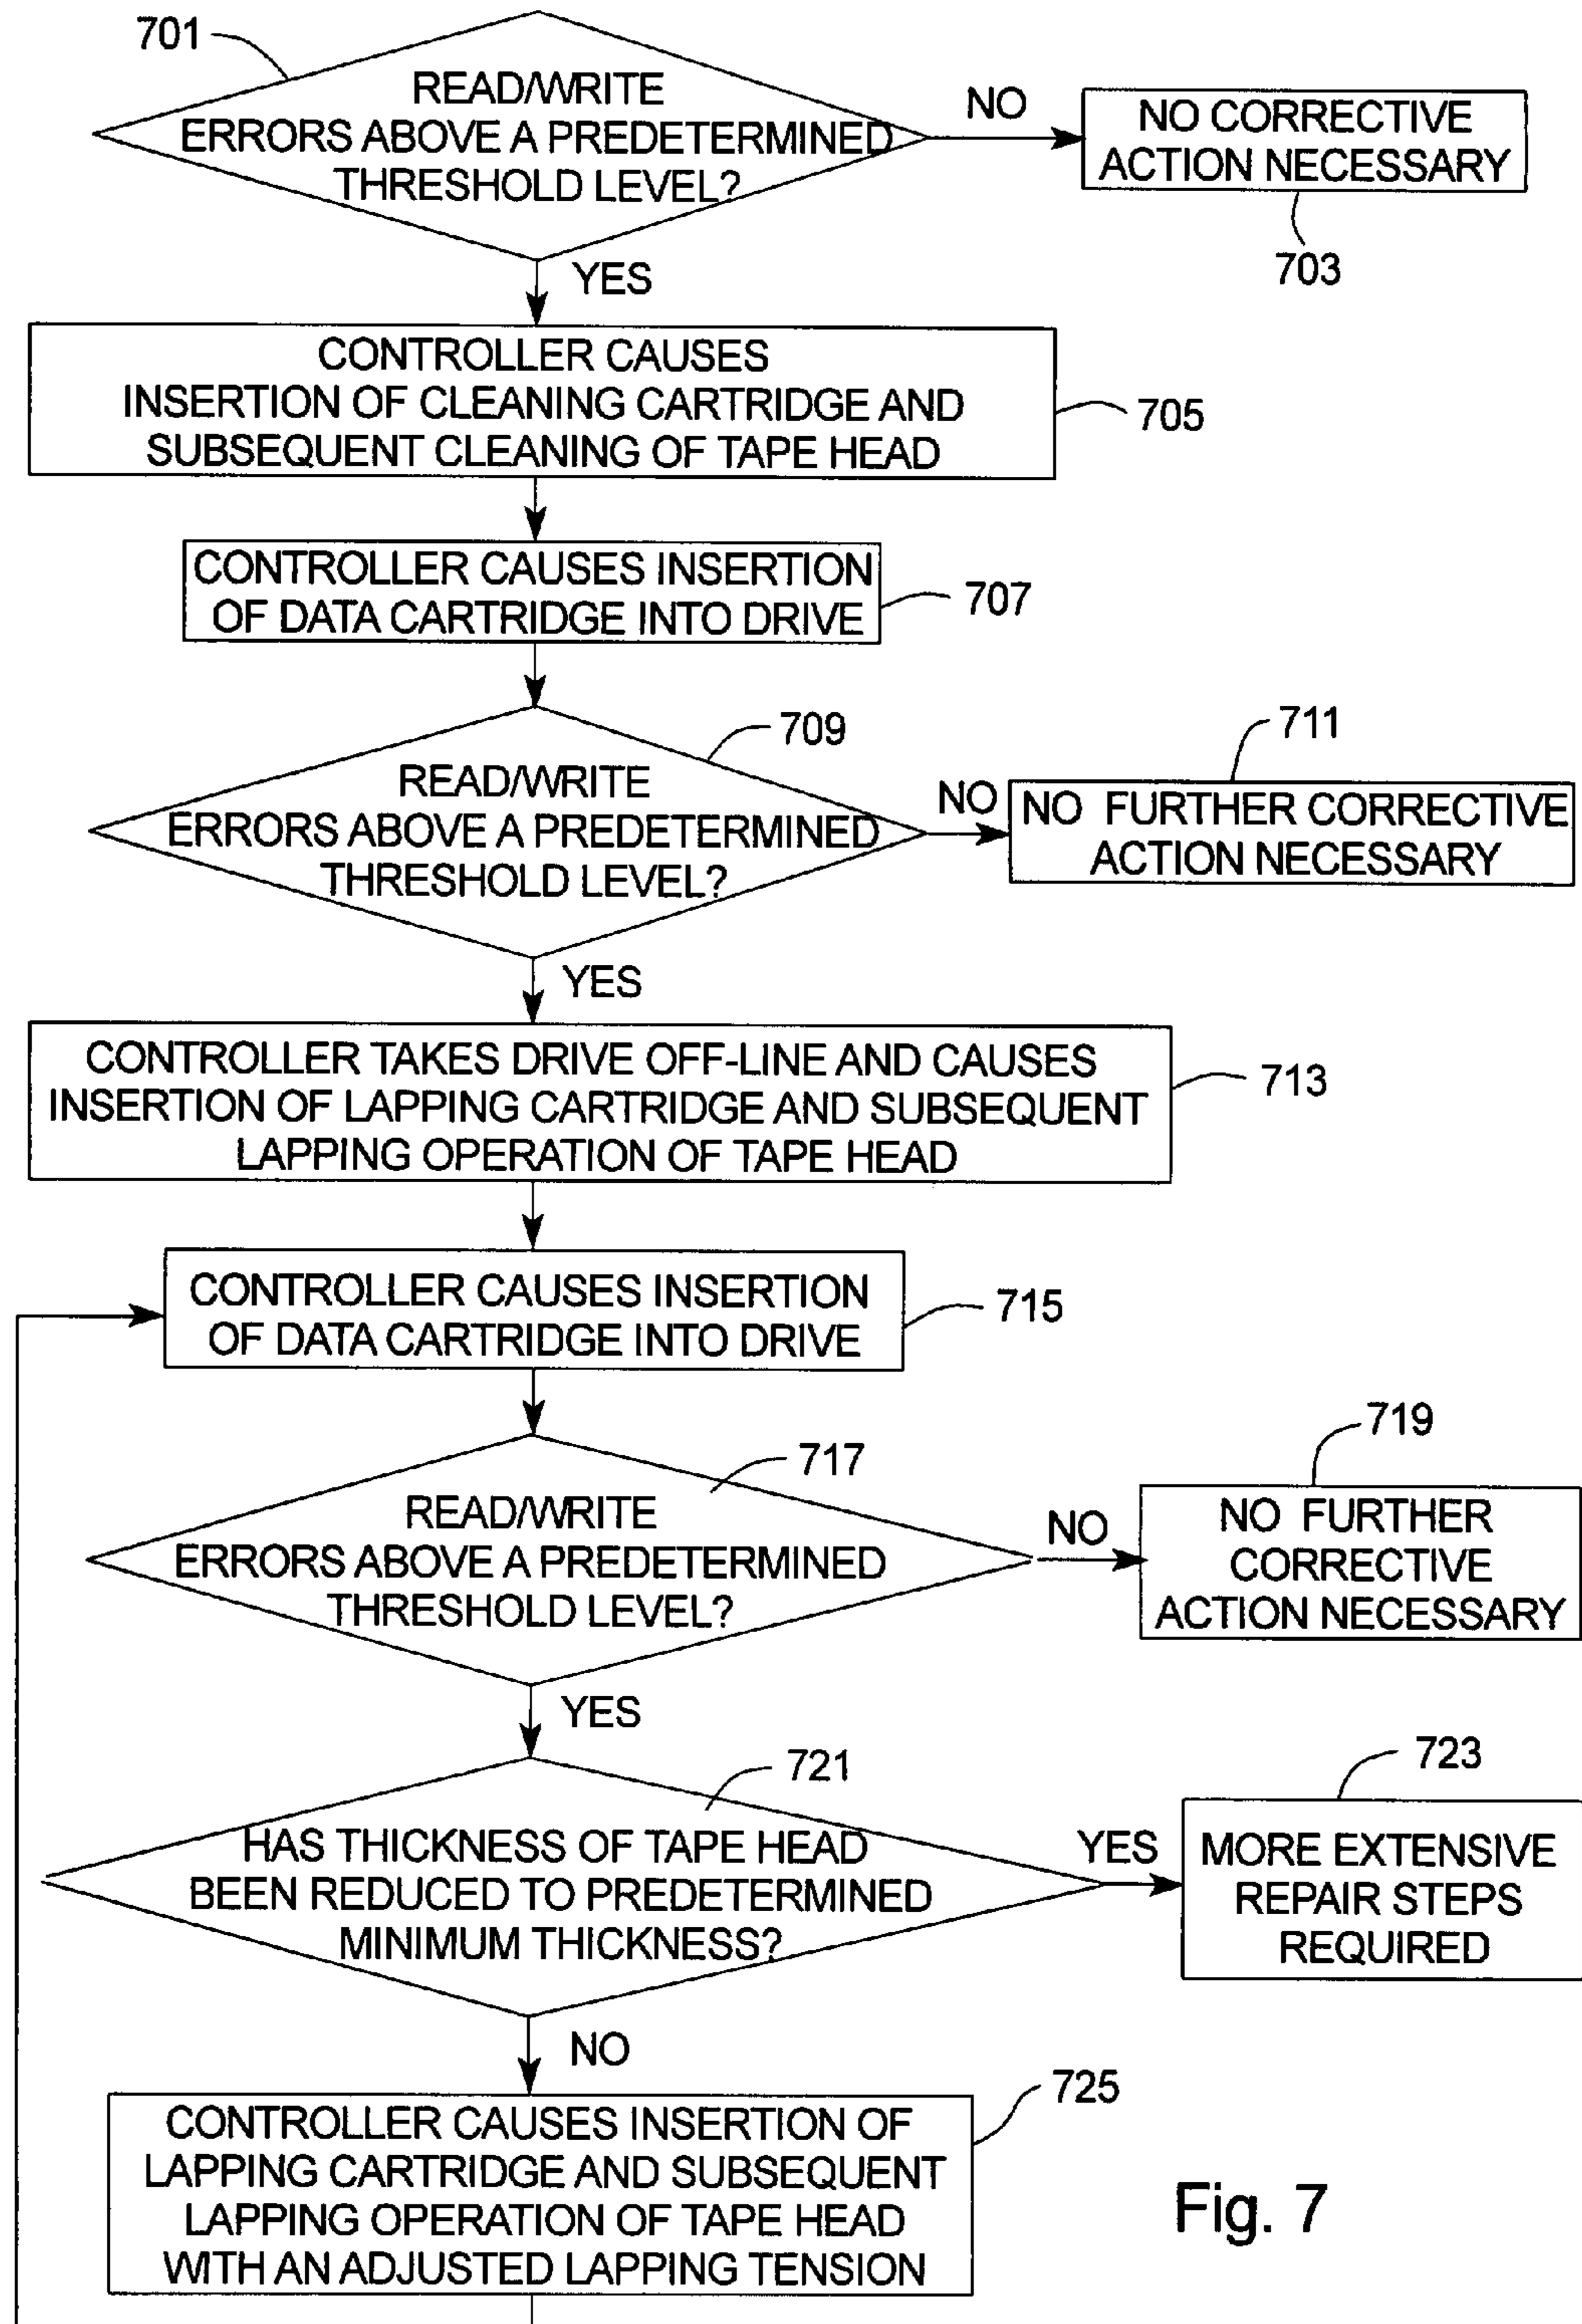 701
READ/WRITE
ERRORS ABOVE A PREDETERMINED
THRESHOLD LEVEL?
NO
NO CORRECTIVE
ACTION NECESSARY
703
YES
CONTROLLER CAUSES
INSERTION OF CLEANING CARTRIDGE AND
SUBSEQUENT CLEANING OF TAPE HEAD
705
CONTROLLER CAUSES INSERTION
OF DATA CARTRIDGE INTO DRIVE
707
709
READ/WRITE
ERRORS ABOVE A PREDETERMINED
THRESHOLD LEVEL?
NO
711
NO FURTHER CORRECTIVE
ACTION NECESSARY
YES
CONTROLLER TAKES DRIVE OFF-LINE AND CAUSES
INSERTION OF LAPPING CARTRIDGE AND SUBSEQUENT
LAPPING OPERATION OF TAPE HEAD
713
CONTROLLER CAUSES INSERTION
OF DATA CARTRIDGE INTO DRIVE
715
717
READ/WRITE
ERRORS ABOVE A PREDETERMINED
THRESHOLD LEVEL?
NO
719
NO FURTHER
CORRECTIVE
ACTION NECESSARY
YES
721
HAS THICKNESS OF TAPE HEAD
BEEN REDUCED TO PREDETERMINED
MINIMUM THICKNESS?
YES
723
MORE EXTENSIVE
REPAIR STEPS
REQUIRED
NO
725
CONTROLLER CAUSES INSERTION OF
LAPPING CARTRIDGE AND SUBSEQUENT
LAPPING OPERATION OF TAPE HEAD
WITH AN ADJUSTED LAPPING TENSION
Fig. 7